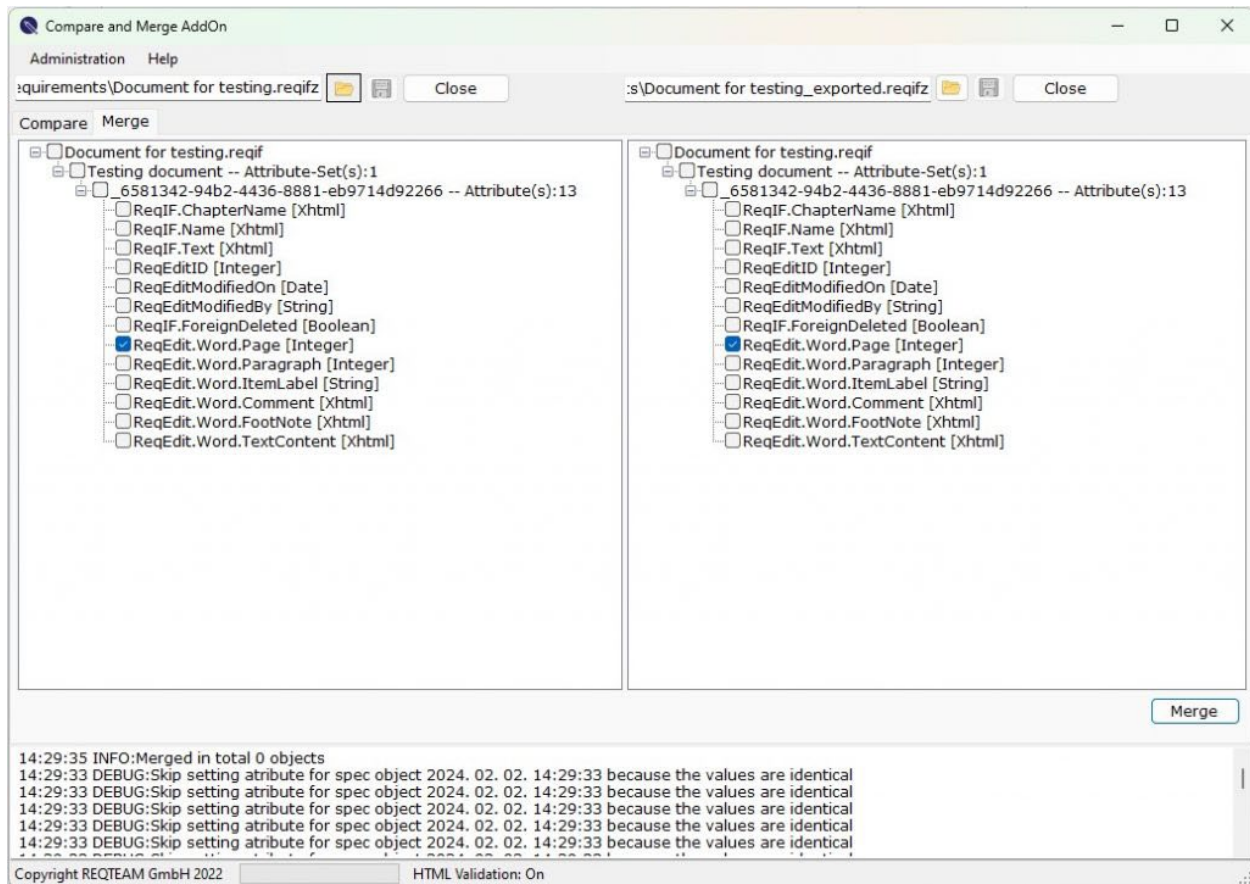 Compare and Merge AddOn
Administration Help
equirements\Document for testing.reqifz Close :s\Document for testing_exported.reqifz Close
Compare Merge
Document for testing.reqif
Testing document -- Attribute-Set(s):1
_6581342-94b2-4436-8881-eb9714d92266 -- Attribute(s):13
ReqIF.ChapterName [Xhtml]
ReqIF.Name [Xhtml]
ReqIF.Text [Xhtml]
ReqEditID [Integer]
ReqEditModifiedOn [Date]
ReqEditModifiedBy [String]
ReqIF.ForeignDeleted [Boolean]
ReqEdit.Word.Page [Integer]
ReqEdit.Word.Paragraph [Integer]
ReqEdit.Word.ItemLabel [String]
ReqEdit.Word.Comment [Xhtml]
ReqEdit.Word.FootNote [Xhtml]
ReqEdit.Word.TextContent [Xhtml]
Document for testing.reqif
Testing document -- Attribute-Set(s):1
_6581342-94b2-4436-8881-eb9714d92266 -- Attribute(s):13
ReqIF.ChapterName [Xhtml]
ReqIF.Name [Xhtml]
ReqIF.Text [Xhtml]
ReqEditID [Integer]
ReqEditModifiedOn [Date]
ReqEditModifiedBy [String]
ReqIF.ForeignDeleted [Boolean]
ReqEdit.Word.Page [Integer]
ReqEdit.Word.Paragraph [Integer]
ReqEdit.Word.ItemLabel [String]
ReqEdit.Word.Comment [Xhtml]
ReqEdit.Word.FootNote [Xhtml]
ReqEdit.Word.TextContent [Xhtml]
Merge
14:29:35 INFO:Merged in total 0 objects
14:29:33 DEBUG:Skip setting atribute for spec object 2024. 02. 02. 14:29:33 because the values are identical
14:29:33 DEBUG:Skip setting atribute for spec object 2024. 02. 02. 14:29:33 because the values are identical
14:29:33 DEBUG:Skip setting atribute for spec object 2024. 02. 02. 14:29:33 because the values are identical
14:29:33 DEBUG:Skip setting atribute for spec object 2024. 02. 02. 14:29:33 because the values are identical
14:29:33 DEBUG:Skip setting atribute for spec object 2024. 02. 02. 14:29:33 because the values are identical
Copyright REQTEAM GmbH 2022 HTML Validation: On